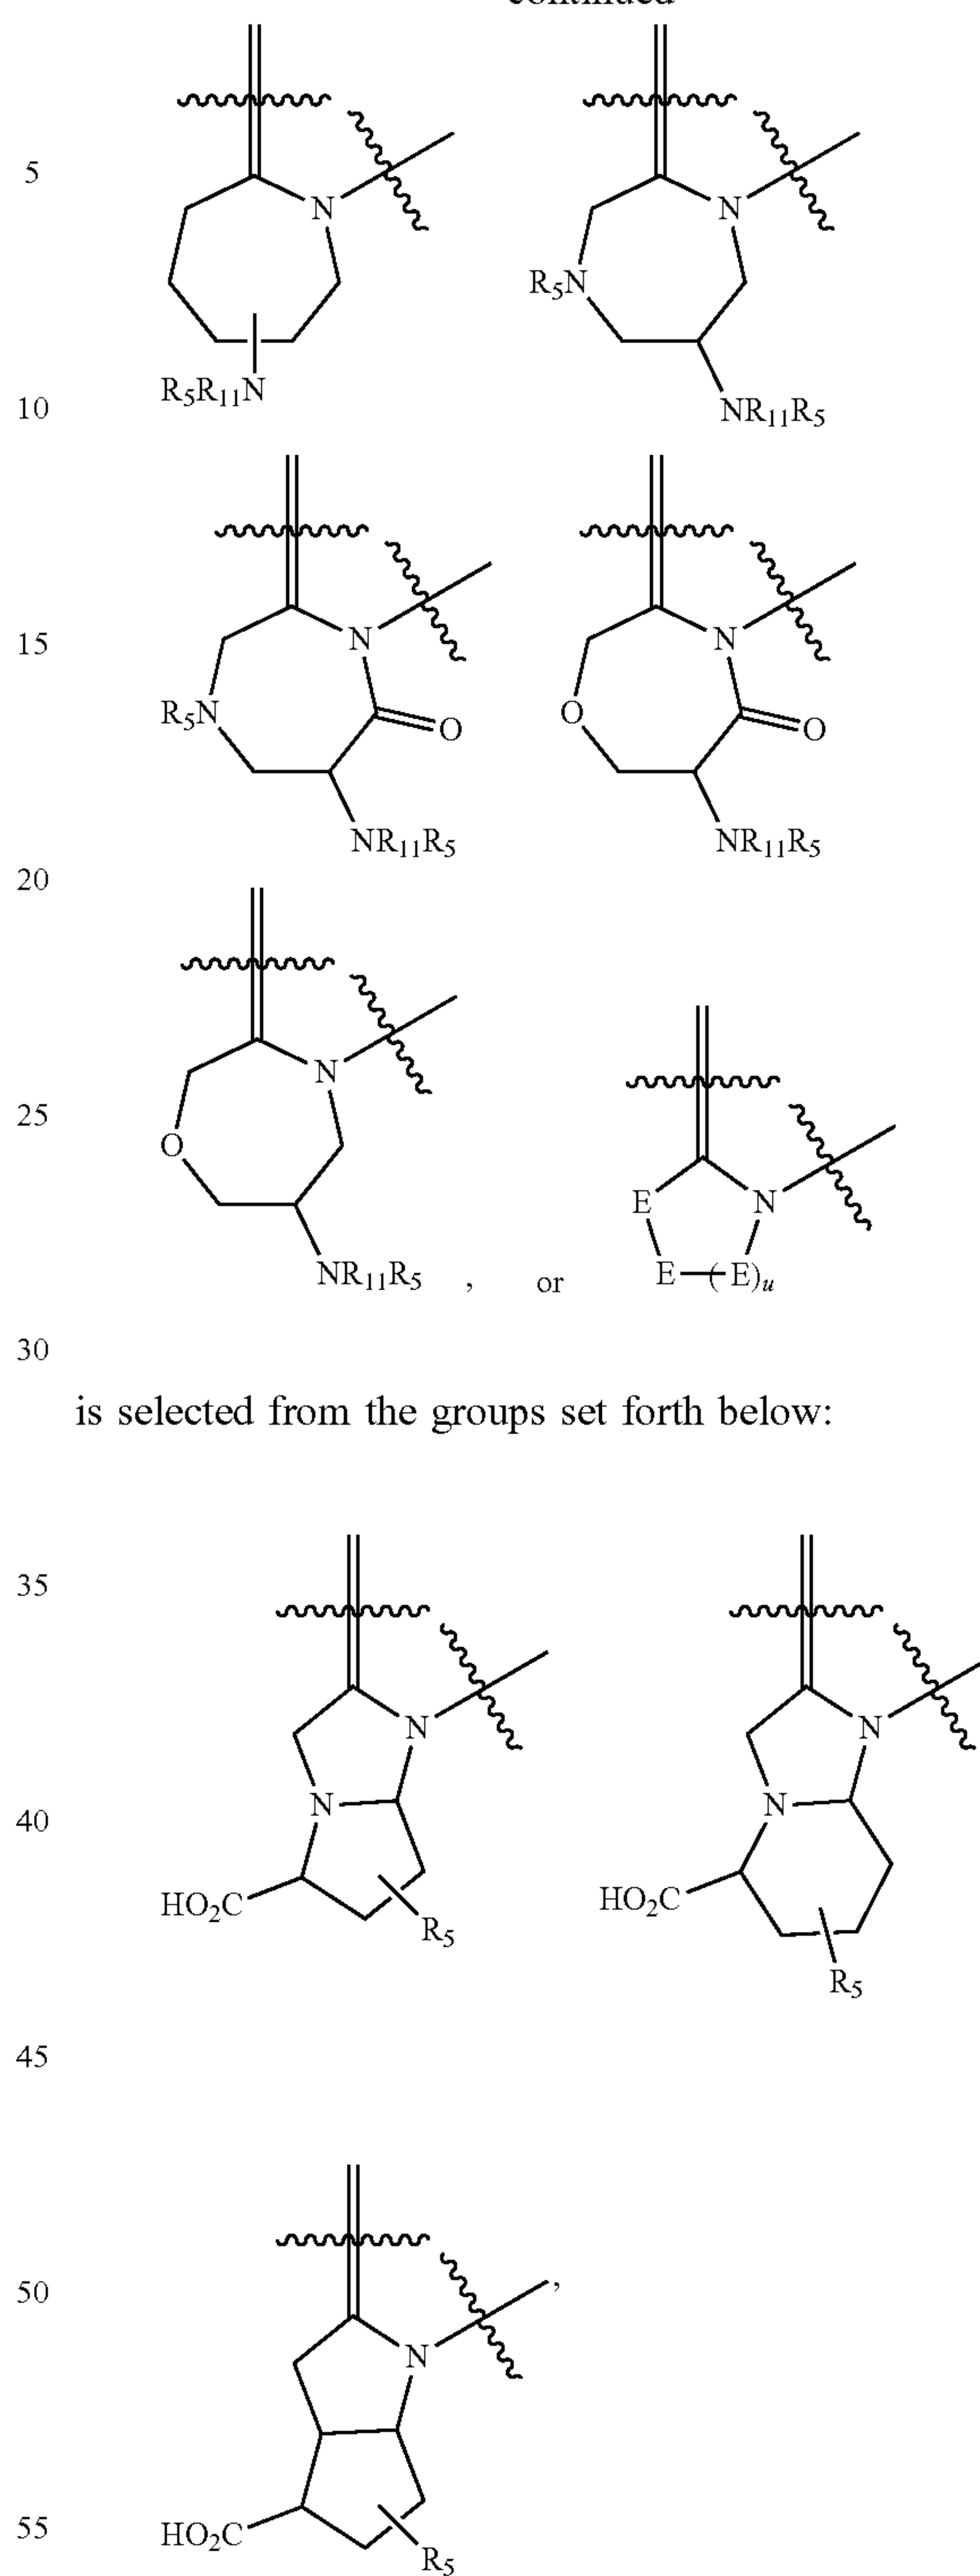 continued
5
N
R₅R₁₁N
N
R₅N
NR₁₁R₅
10
15
N
R₅N
O
NR₁₁R₅
N
O
O
NR₁₁R₅
20
25
N
O
NR₁₁R₅ , or
E
N
E
(E)ᵤ
30
is selected from the groups set forth below:
35
40
N
N
HO₂C
R₅
N
N
HO₂C
R₅
45
50
,
N
55
HO₂C
R₅